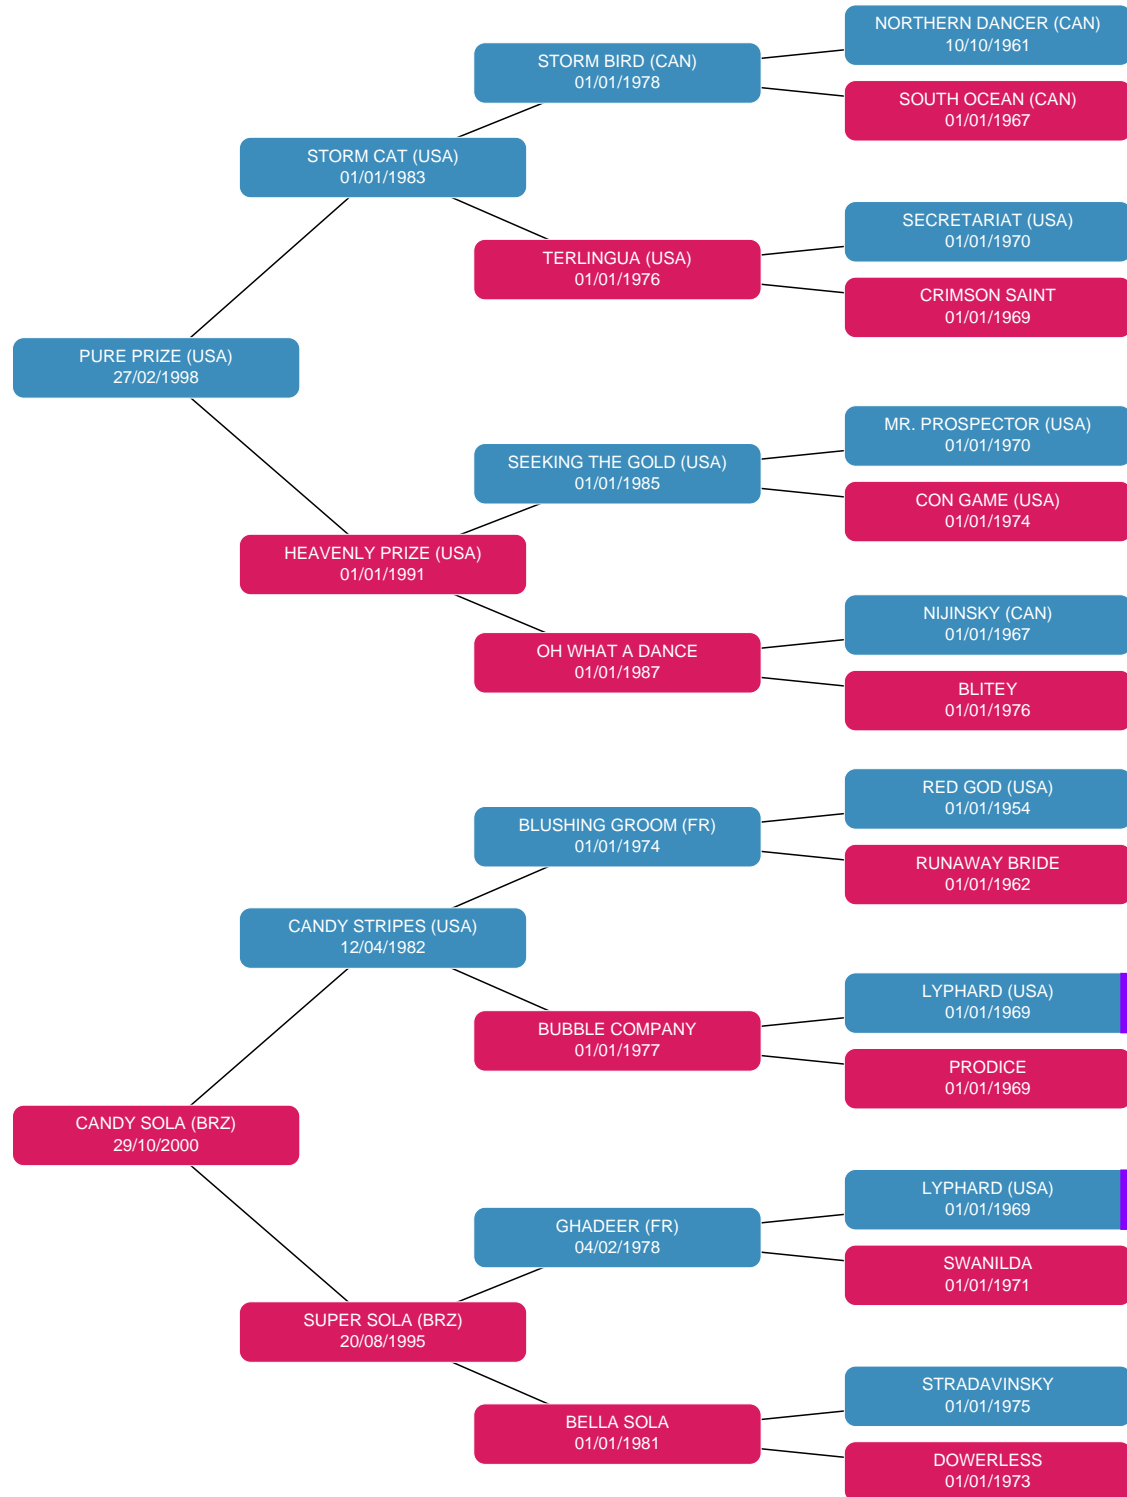 NORTHERN DANCER (CAN)
10/10/1961
STORM BIRD (CAN)
01/01/1978
SOUTH OCEAN (CAN)
01/01/1967
STORM CAT (USA)
01/01/1983
SECRETARIAT (USA)
01/01/1970
TERLINGUA (USA)
01/01/1976
CRIMSON SAINT
01/01/1969
PURE PRIZE (USA)
27/02/1998
MR. PROSPECTOR (USA)
01/01/1970
SEEKING THE GOLD (USA)
01/01/1985
CON GAME (USA)
01/01/1974
HEAVENLY PRIZE (USA)
01/01/1991
NIJINSKY (CAN)
01/01/1967
OH WHAT A DANCE
01/01/1987
BLITEY
01/01/1976
RED GOD (USA)
01/01/1954
BLUSHING GROOM (FR)
01/01/1974
RUNAWAY BRIDE
01/01/1962
CANDY STRIPES (USA)
12/04/1982
LYPHARD (USA)
01/01/1969
BUBBLE COMPANY
01/01/1977
PRODICE
01/01/1969
CANDY SOLA (BRZ)
29/10/2000
LYPHARD (USA)
01/01/1969
GHADEER (FR)
04/02/1978
SWANILDA
01/01/1971
SUPER SOLA (BRZ)
20/08/1995
STRADAVINSKY
01/01/1975
BELLA SOLA
01/01/1981
DOWERLESS
01/01/1973